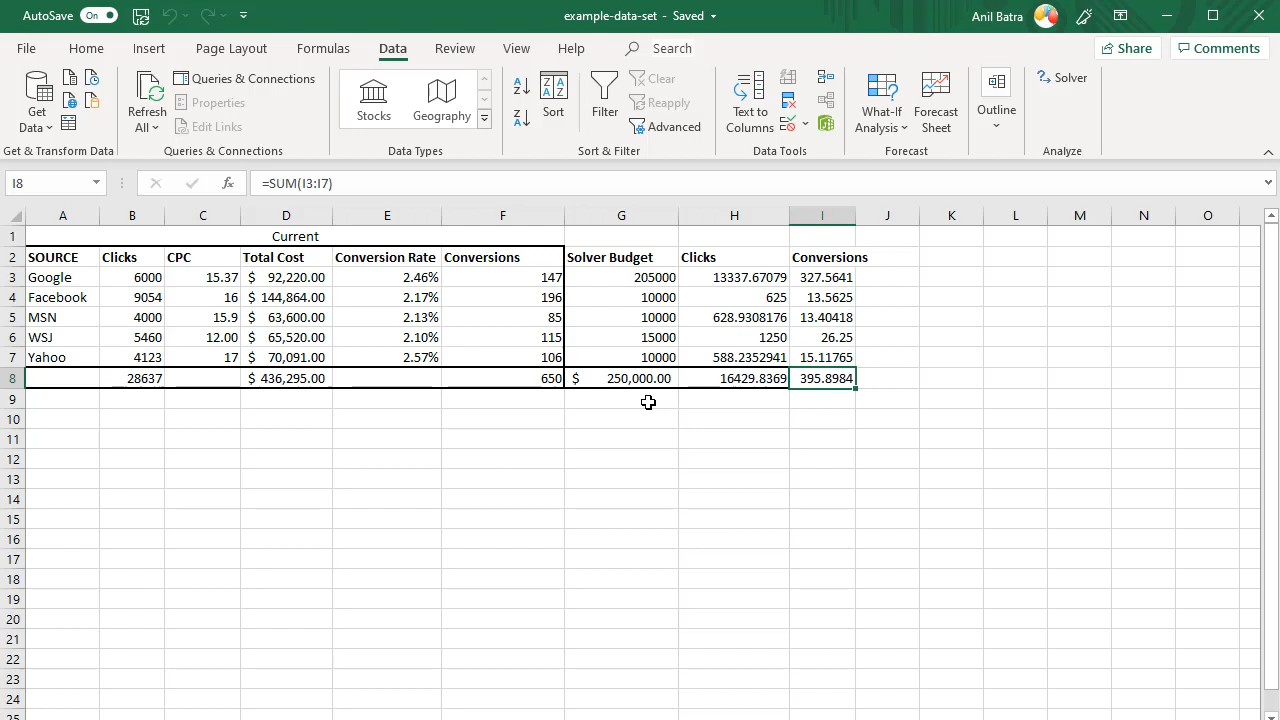 AutoSave On example-data-set - Saved Anil Batra
File Home Insert Page Layout Formulas Data Review View Help Search Share Comments
Get Data
Refresh All
Queries & Connections
Properties
Edit Links
Stocks
Geography
Sort
Filter
Clear
Reapply
Advanced
Text to Columns
What-If Analysis
Forecast Sheet
Outline
Solver
Get & Transform Data Queries & Connections Data Types Sort & Filter Data Tools Forecast Analyze
I8 fx =SUM(I3:I7)
A B C D E F G H I J K L M N O
1 Current
2 SOURCE Clicks CPC Total Cost Conversion Rate Conversions Solver Budget Clicks Conversions
3 Google 6000 15.37 $ 92,220.00 2.46% 147 205000 13337.67079 327.5641
4 Facebook 9054 16 $ 144,864.00 2.17% 196 10000 625 13.5625
5 MSN 4000 15.9 $ 63,600.00 2.13% 85 10000 628.9308176 13.40418
6 WSJ 5460 12.00 $ 65,520.00 2.10% 115 15000 1250 26.25
7 Yahoo 4123 17 $ 70,091.00 2.57% 106 10000 588.2352941 15.11765
8 28637 $ 436,295.00 650 $ 250,000.00 16429.8369 395.8984
9
10
11
12
13
14
15
16
17
18
19
20
21
22
23
24
25